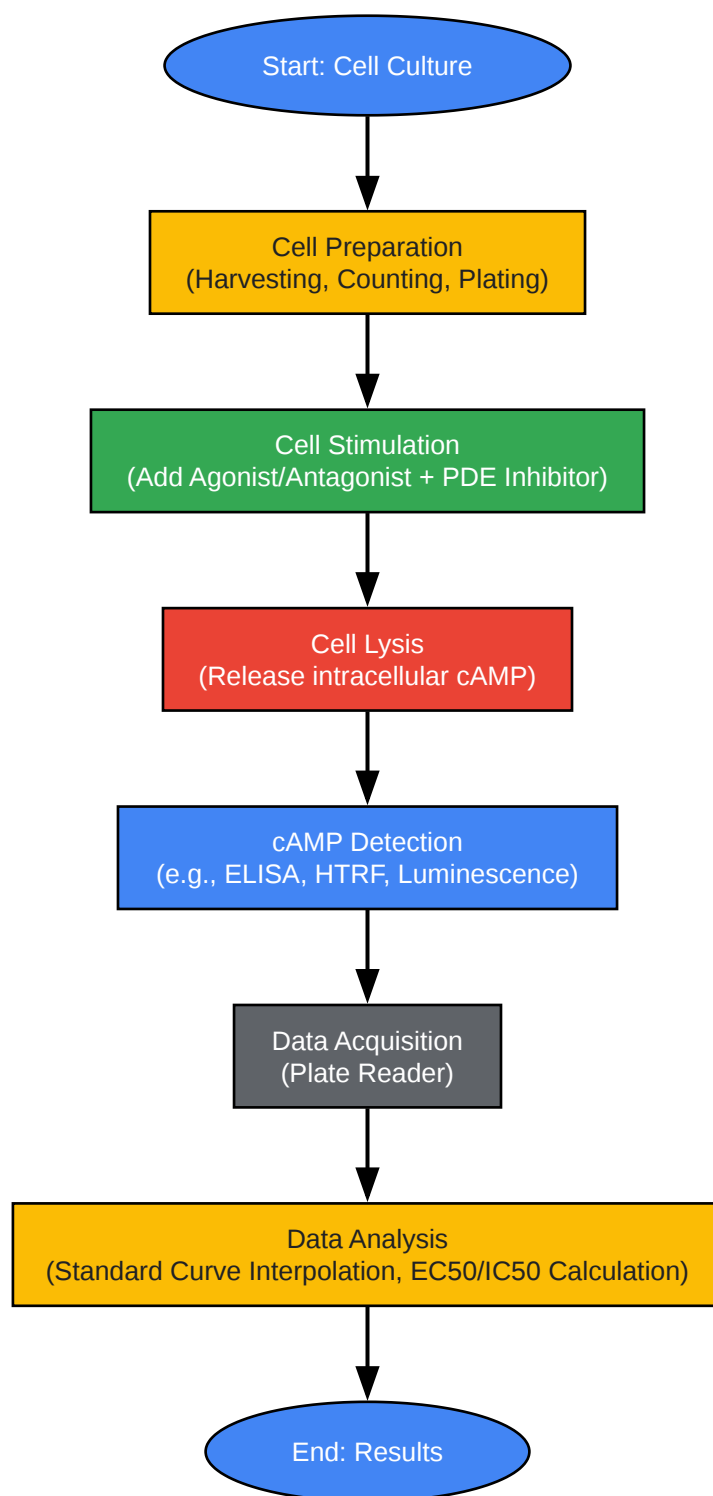 Start: Cell Culture
Cell Preparation
(Harvesting, Counting, Plating)
Cell Stimulation
(Add Agonist/Antagonist + PDE Inhibitor)
Cell Lysis
(Release intracellular cAMP)
cAMP Detection
(e.g., ELISA, HTRF, Luminescence)
Data Acquisition
(Plate Reader)
Data Analysis
(Standard Curve Interpolation, EC50/IC50 Calculation)
End: Results